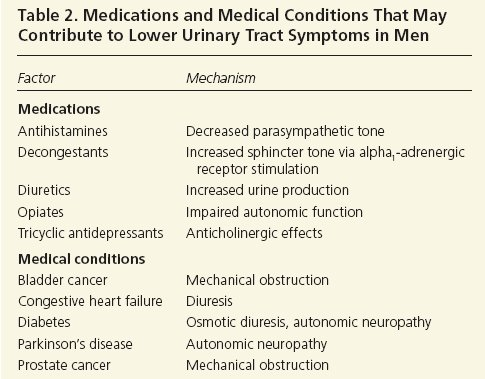 Table 2. Medications and Medical Conditions That May
Contribute to Lower Urinary Tract Symptoms in Men
Factor Mechanism
Medications
Antihistamines Decreased parasympathetic tone
Decongestants Increased sphincter tone via alpha1-adrenergic
receptor stimulation
Diuretics Increased urine production
Opiates Impaired autonomic function
Tricyclic antidepressants Anticholinergic effects
Medical conditions
Bladder cancer Mechanical obstruction
Congestive heart failure Diuresis
Diabetes Osmotic diuresis, autonomic neuropathy
Parkinson's disease Autonomic neuropathy
Prostate cancer Mechanical obstruction